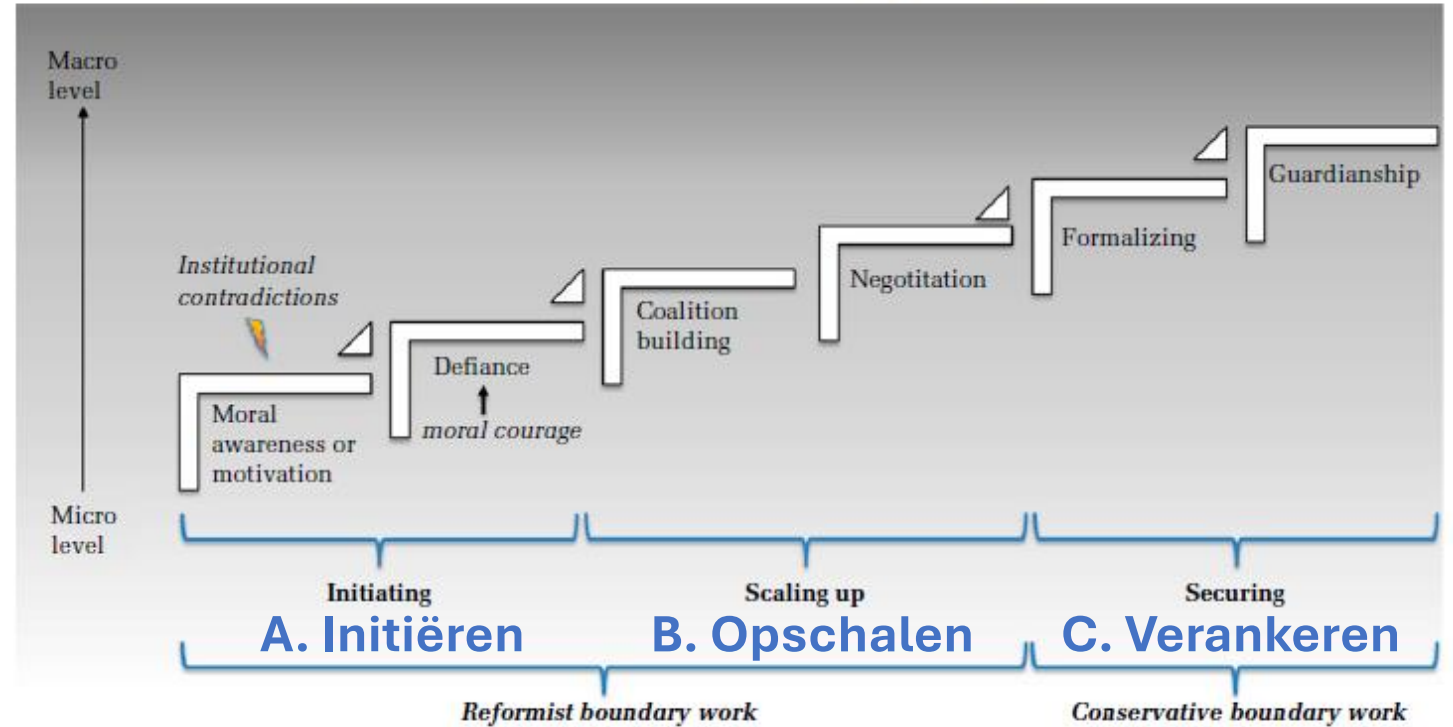 Macro
level
Institutional
contradictions
Moral
awareness or
motivation
Defiance
moral courage
Coalition
building
Negotitation
Formalizing
Guardianship
Micro
level
Initiating
Scaling up
Securing
A. Initiëren
B. Opschalen
C. Verankeren
Reformist boundary work
Conservative boundary work